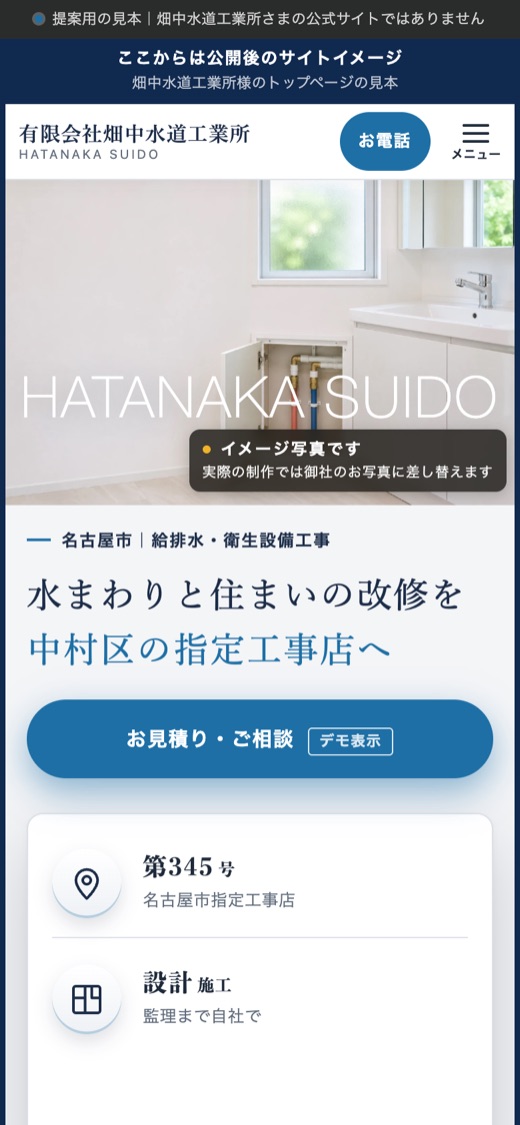 提案用の見本｜畑中水道工業所さまの公式サイトではありません
ここからは公開後のサイトイメージ
畑中水道工業所様のトップページの見本
有限会社畑中水道工業所
HATANAKA SUIDO
お電話
メニュー
HATANAKA SUIDO
イメージ写真です
実際の制作では御社のお写真に差し替えます
名古屋市｜給排水・衛生設備工事
水まわりと住まいの改修を
中村区の指定工事店へ
お見積り・ご相談 デモ表示
第345号
名古屋市指定工事店
設計 施工
監理まで自社で